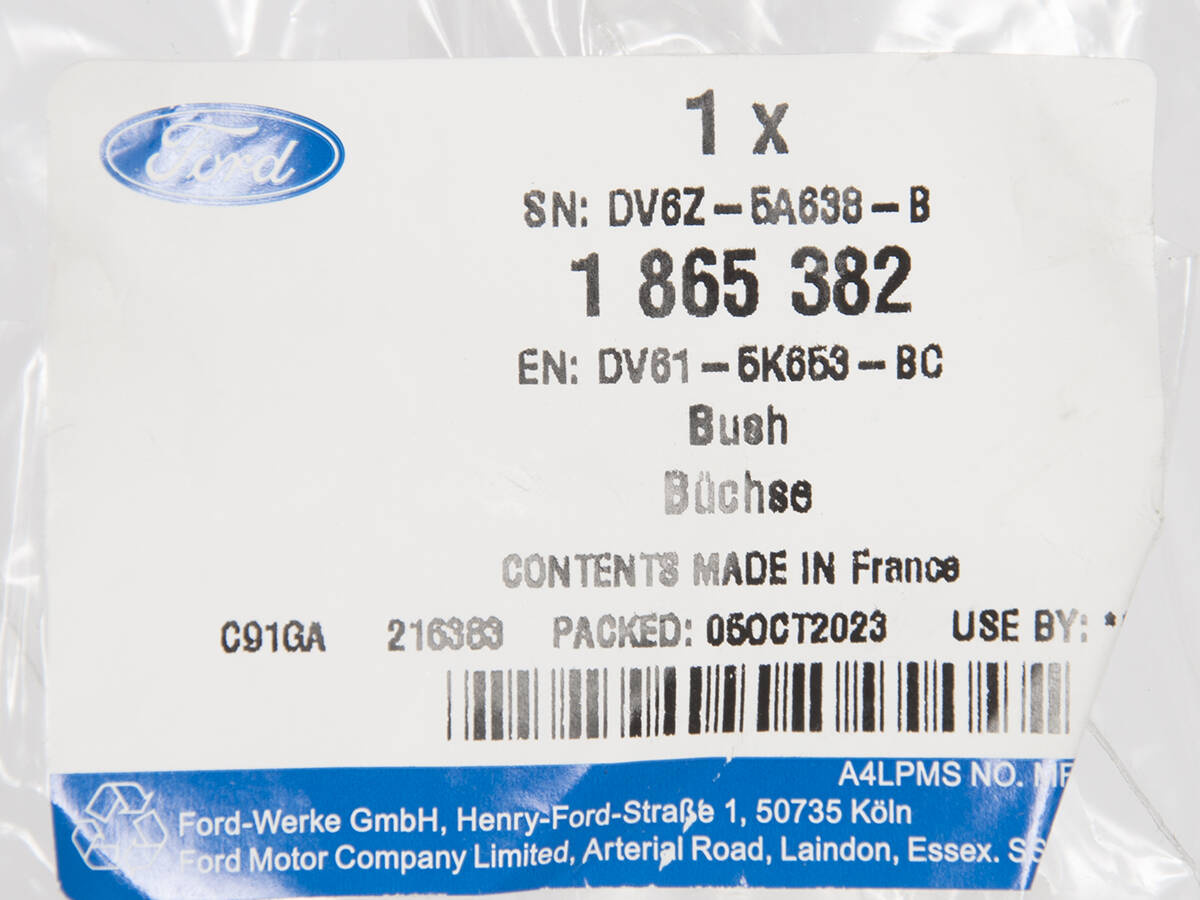 Ford
1 x
SN: DV6Z-5A638-B
1 865 382
EN: DV61-5K653-BC
Bush
Büchse
CONTENTS MADE IN France
C91GA 216383 PACKED: 05OCT2023 USE BY: *
A4LPMS NO.
Ford-Werke GmbH, Henry-Ford-Straße 1, 50735 Köln
Ford Motor Company Limited, Arterial Road, Laindon, Essex.